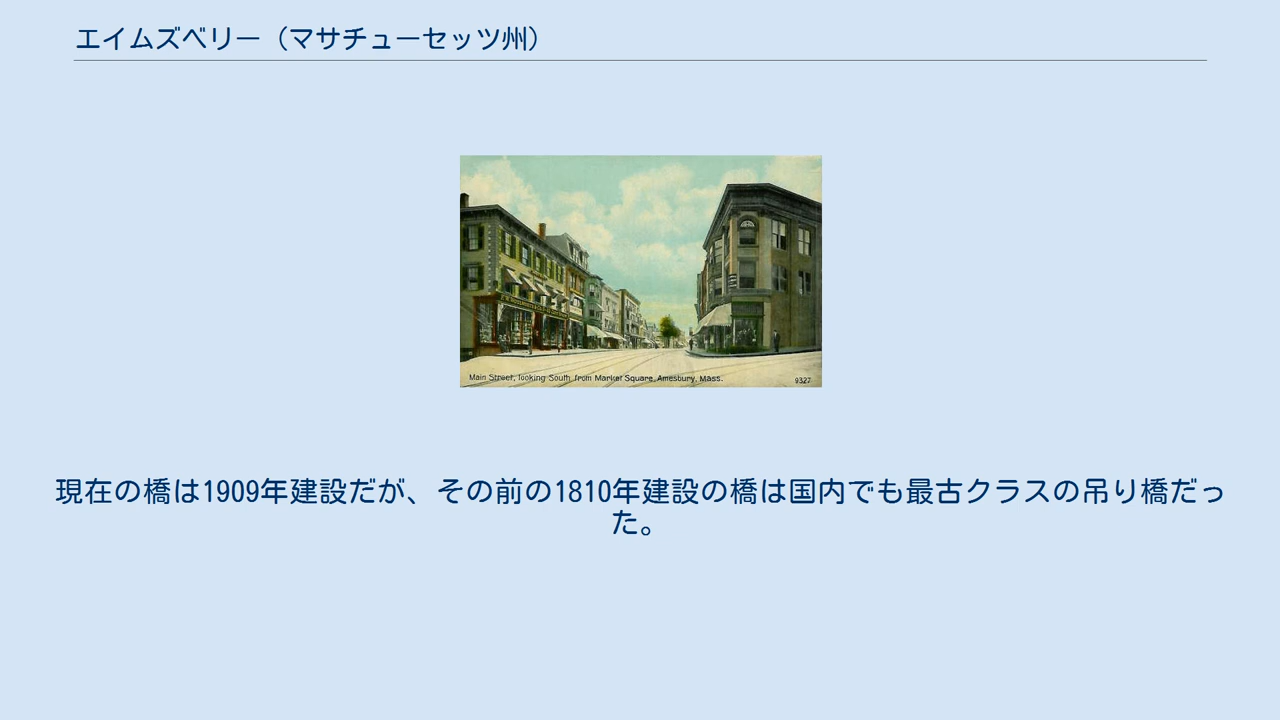 エイムズベリー（マサチューセッツ州）
Main Street, looking South from Market Square, Amesbury, Mass.
9327
現在の橋は1909年建設だが、その前の1810年建設の橋は国内でも最古クラスの吊り橋だっ
た。